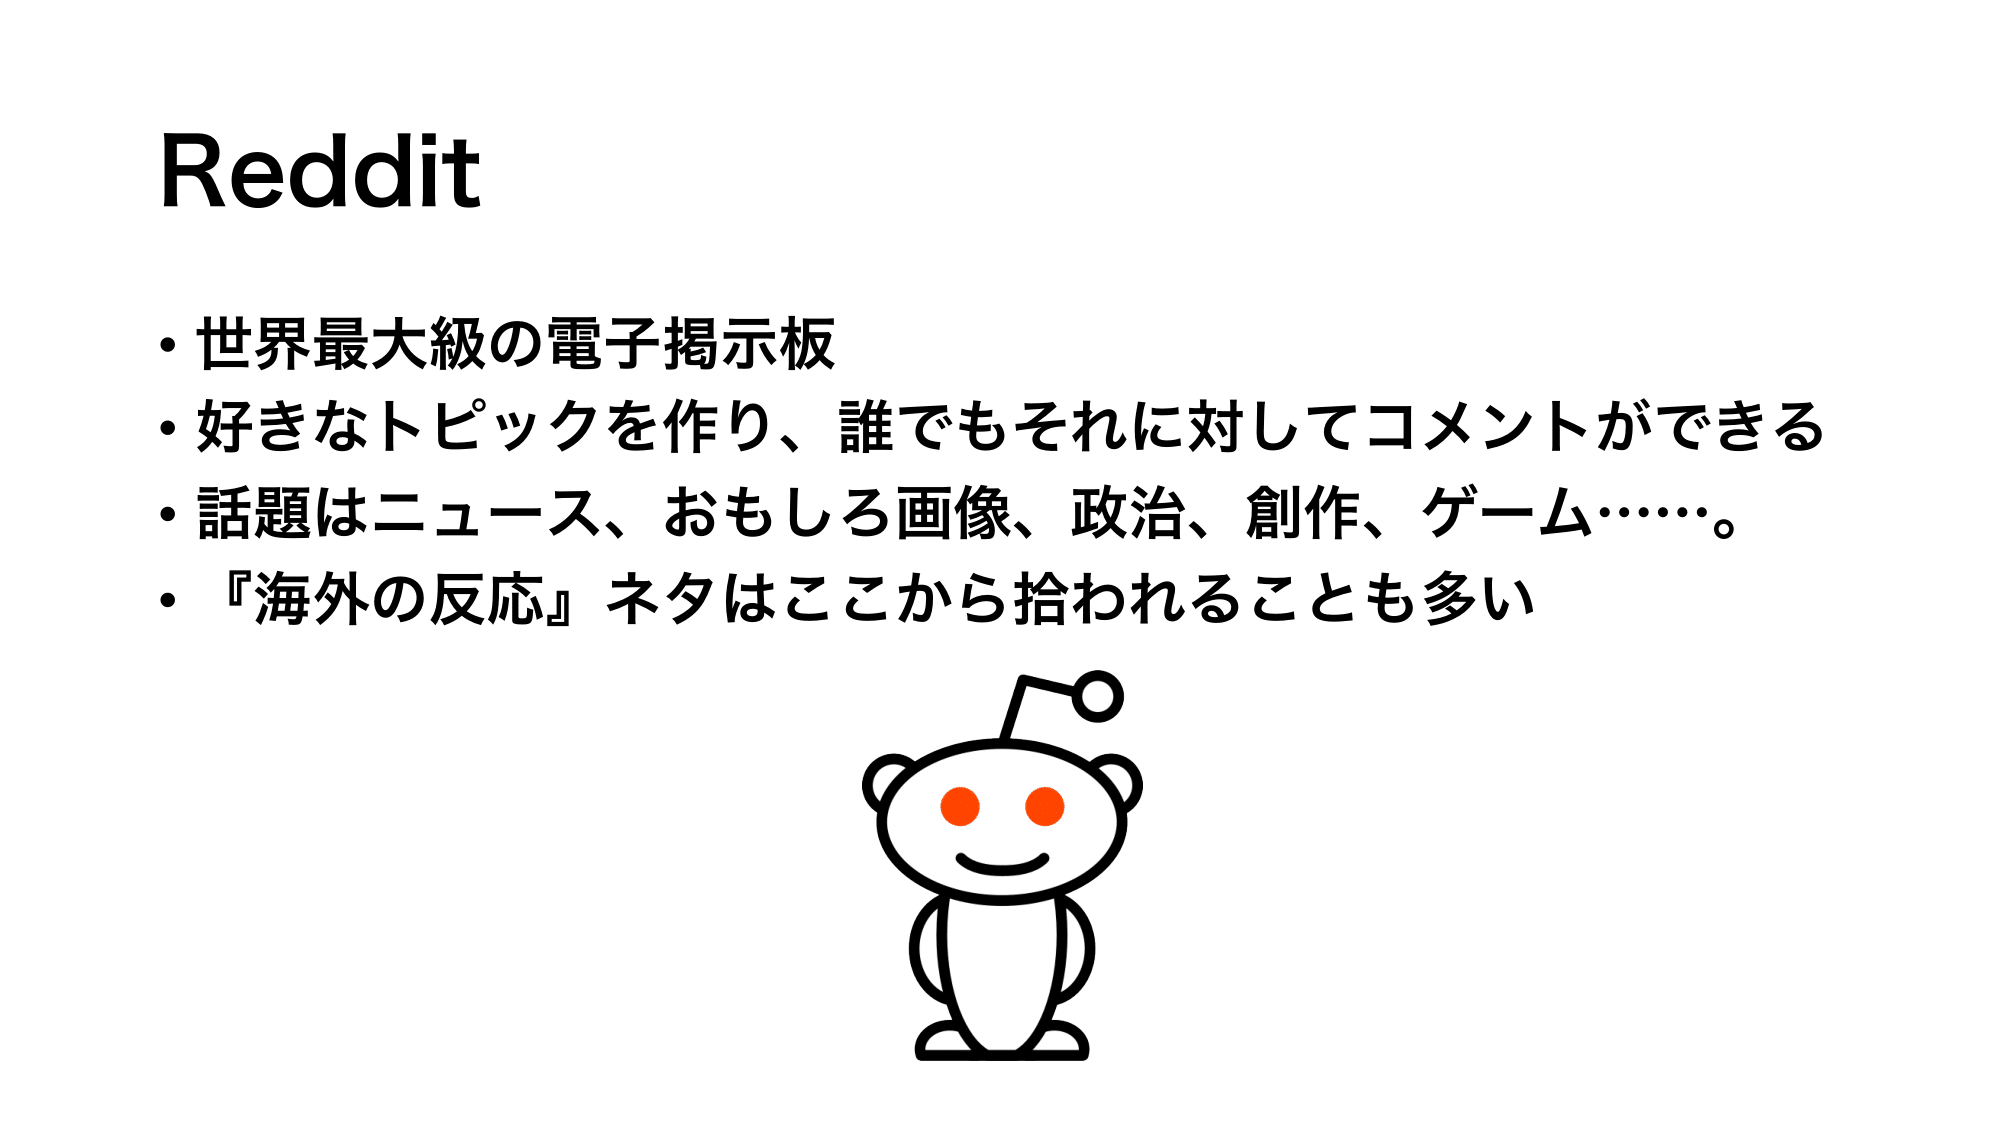 Reddit
• 世界最大級の電子掲示板
• 好きなトピックを作り、誰でもそれに対してコメントができる
• 話題はニュース、おもしろ画像、政治、創作、ゲーム……。
• 『海外の反応』ネタはここから拾われることも多い